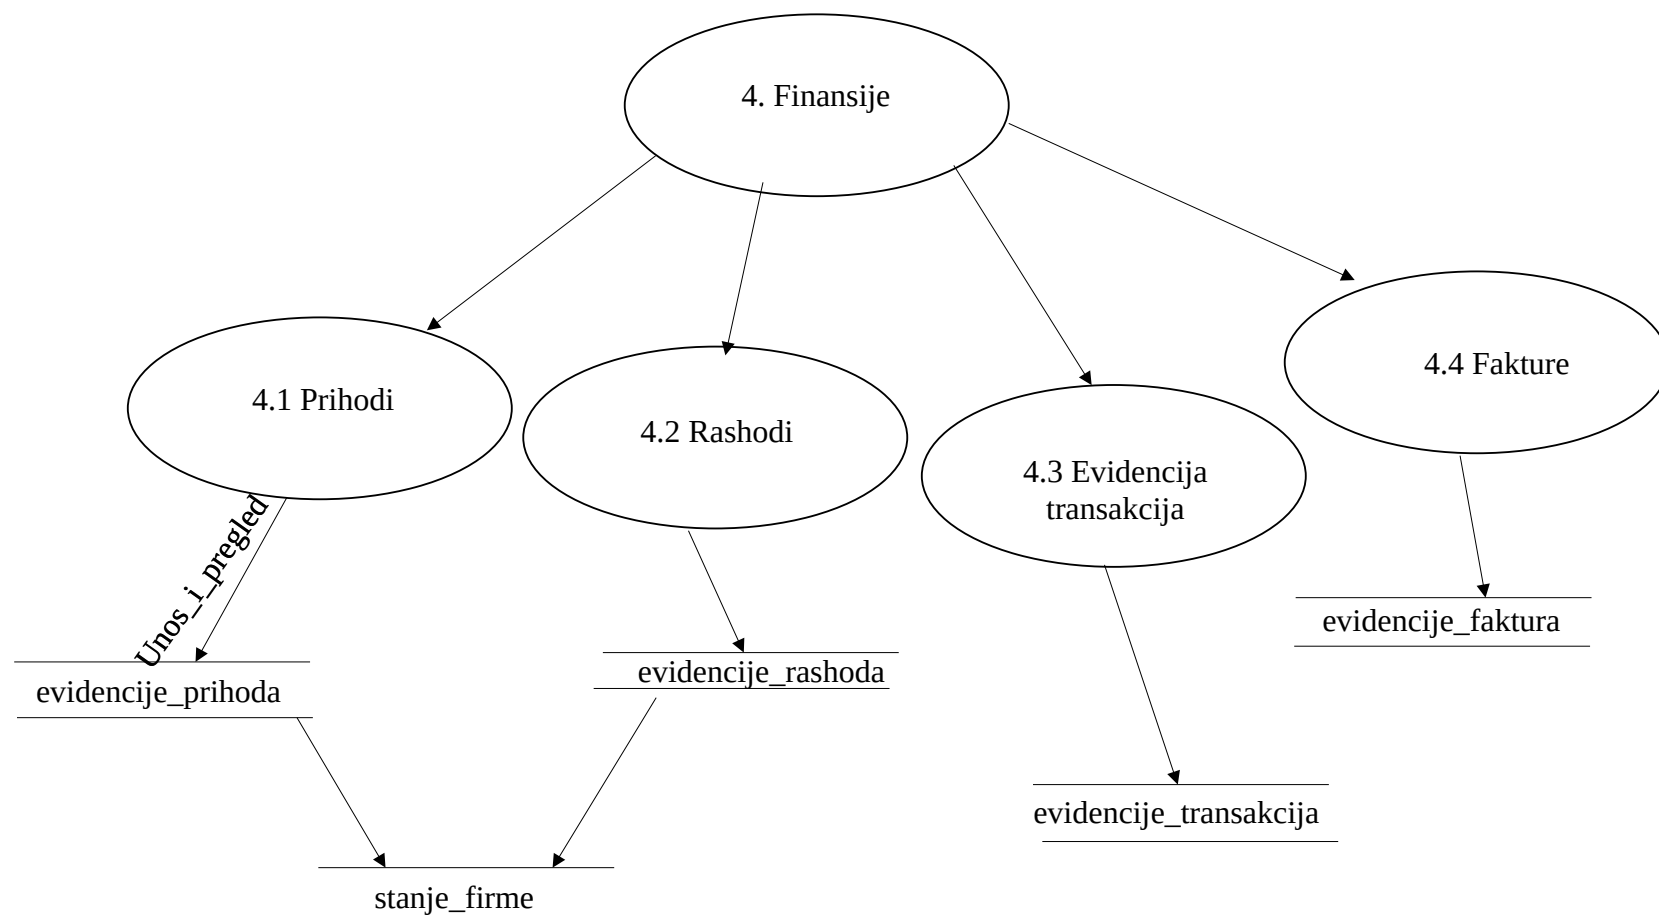 4. Finansije
4.1 Prihodi
4.2 Rashodi
4.3 Evidencija
transakcija
4.4 Fakture
Unos_i_pregled
evidencije_prihoda
evidencije_rashoda
evidencije_transakcija
evidencije_faktura
stanje_firme